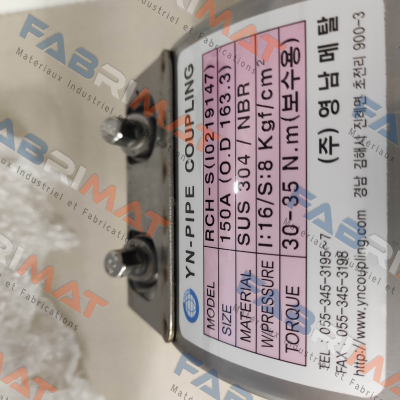 YN-PIPE COUPLING
MODEL RCH-S(I0219147)
SIZE 150A (O.D 163.3)
MATERIAL SUS 304 / NBR
W/PRESSURE I:16/S:8 Kgf/cm²
TORQUE 30~35 N.m(보수용)
(주) 영남메탈
경남 김해시 진례면 초전리 900-3
TEL : 055-345-3195~7
FAX : 055-345-3198
http://www.yncoupling.com
FABRIMAT
Materiaux Industriel et Fabrications